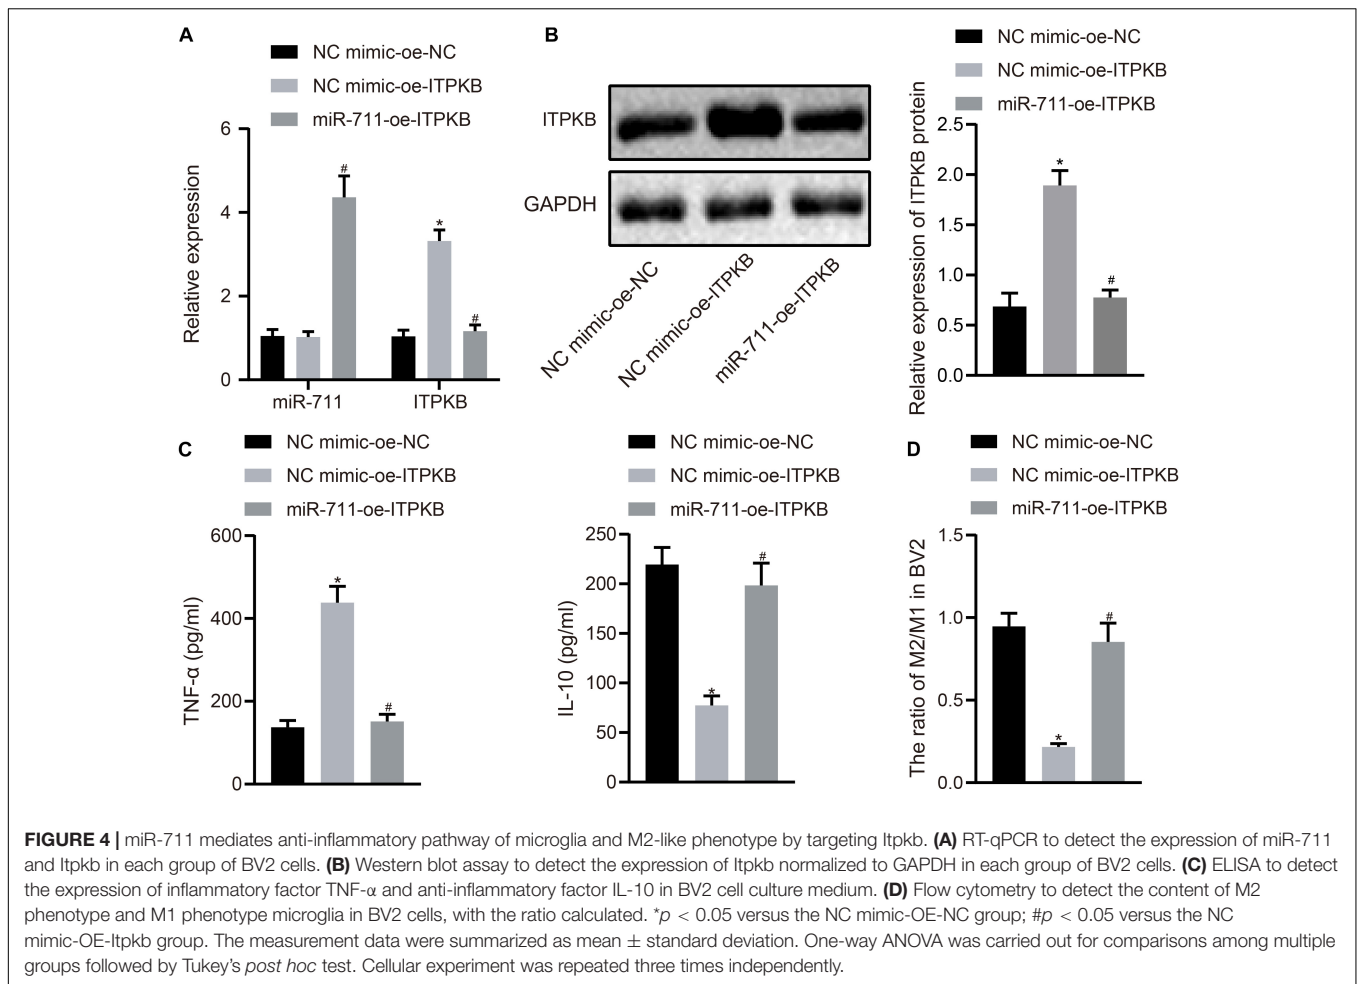 A
NC mimic-oe-NC
NC mimic-oe-ITPKB
miR-711-oe-ITPKB
Relative expression
6
4
2
0
#
*
#
miR-711
ITPKB
B
ITPKB
GAPDH
NC mimic-oe-NC
NC mimic-oe-ITPKB
miR-711-oe-ITPKB
NC mimic-oe-NC
NC mimic-oe-ITPKB
miR-711-oe-ITPKB
Relative expression of ITPKB protein
2.5
2.0
1.5
1.0
0.5
0.0
*
#
C
NC mimic-oe-NC
NC mimic-oe-ITPKB
miR-711-oe-ITPKB
TNF-α (pg/ml)
600
400
200
0
*
#
NC mimic-oe-NC
NC mimic-oe-ITPKB
miR-711-oe-ITPKB
IL-10 (pg/ml)
250
200
150
100
50
0
*
#
D
NC mimic-oe-NC
NC mimic-oe-ITPKB
miR-711-oe-ITPKB
The ratio of M2/M1 in BV2
1.5
1.0
0.5
0.0
*
#
FIGURE 4 | miR-711 mediates anti-inflammatory pathway of microglia and M2-like phenotype by targeting Itpkb. (A) RT-qPCR to detect the expression of miR-711
and Itpkb in each group of BV2 cells. (B) Western blot assay to detect the expression of Itpkb normalized to GAPDH in each group of BV2 cells. (C) ELISA to detect
the expression of inflammatory factor TNF-α and anti-inflammatory factor IL-10 in BV2 cell culture medium. (D) Flow cytometry to detect the content of M2
phenotype and M1 phenotype microglia in BV2 cells, with the ratio calculated. *p < 0.05 versus the NC mimic-OE-NC group; #p < 0.05 versus the NC
mimic-OE-Itpkb group. The measurement data were summarized as mean ± standard deviation. One-way ANOVA was carried out for comparisons among multiple
groups followed by Tukey's post hoc test. Cellular experiment was repeated three times independently.